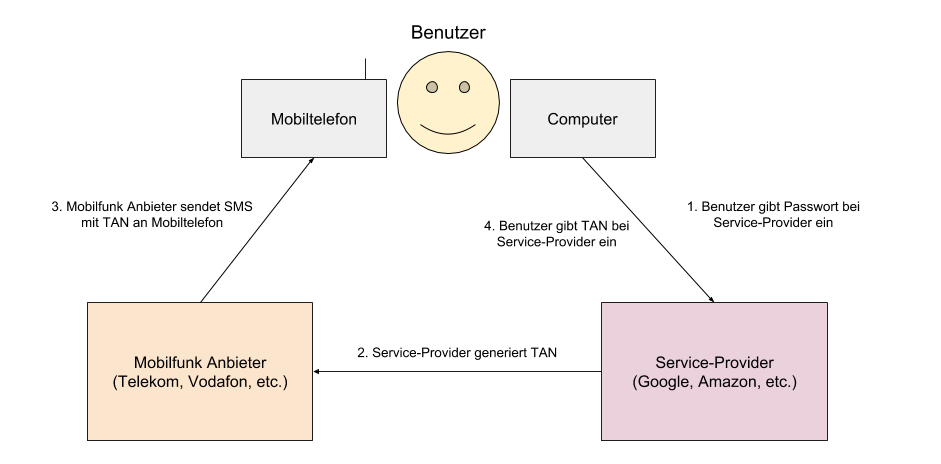 Benutzer
Mobiltelefon
Computer
3. Mobilfunk Anbieter sendet SMS
mit TAN an Mobiltelefon
1. Benutzer gibt Passwort bei
Service-Provider ein
4. Benutzer gibt TAN bei
Service-Provider ein
2. Service-Provider generiert TAN
Mobilfunk Anbieter
(Telekom, Vodafon, etc.)
Service-Provider
(Google, Amazon, etc.)